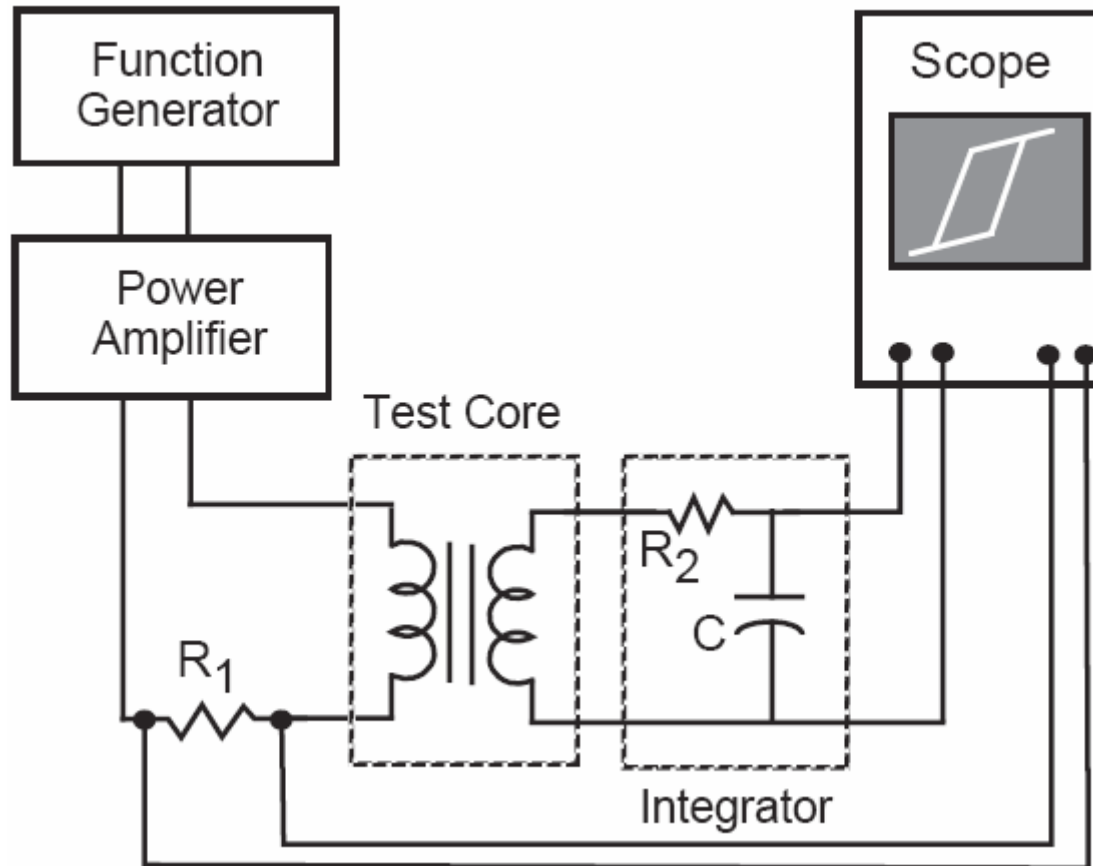 Function
Generator
Scope
Power
Amplifier
Test Core
R2
C
R1
Integrator